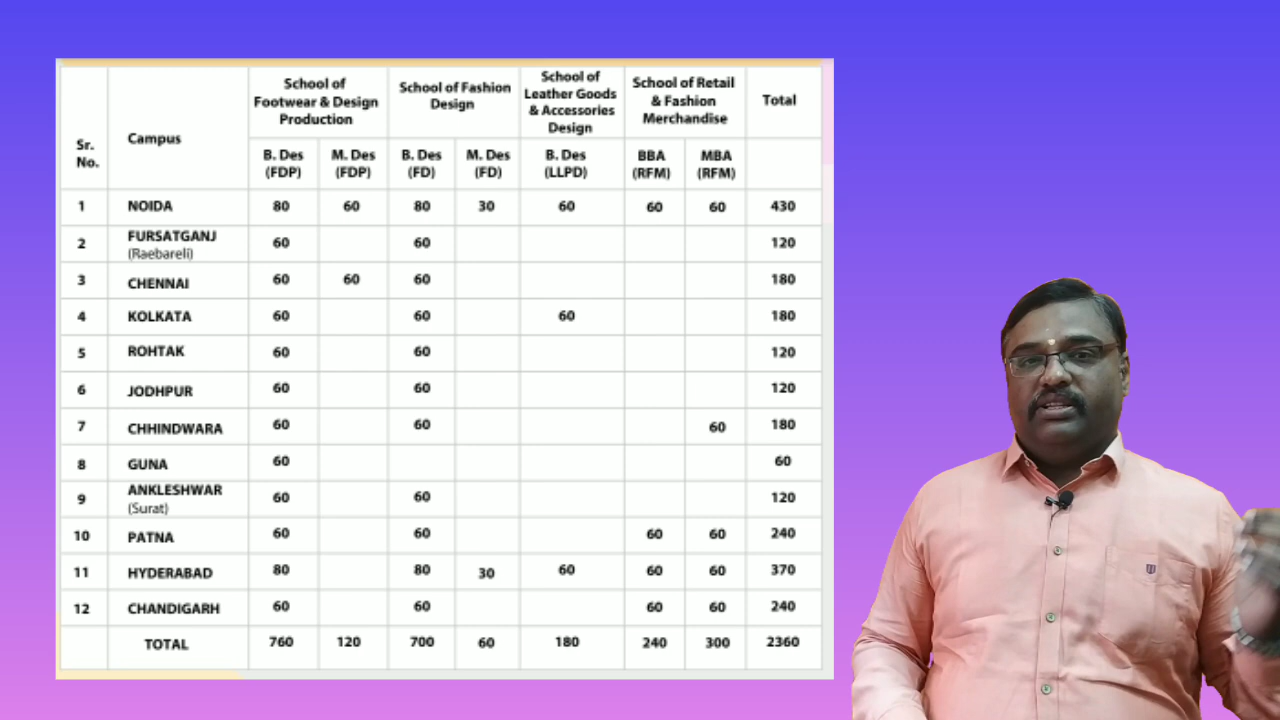 Sr. No.
Campus
School of Footwear & Design Production
School of Fashion Design
School of Leather Goods & Accessories Design
School of Retail & Fashion Merchandise
Total
B. Des (FDP)
M. Des (FDP)
B. Des (FD)
M. Des (FD)
B. Des (LLPD)
BBA (RFM)
MBA (RFM)
1 NOIDA 80 60 80 30 60 60 60 430
2 FURSATGANJ (Raebareli) 60 60 120
3 CHENNAI 60 60 60 180
4 KOLKATA 60 60 60 180
5 ROHTAK 60 60 120
6 JODHPUR 60 60 120
7 CHHINDWARA 60 60 60 180
8 GUNA 60 60
9 ANKLESHWAR (Surat) 60 60 120
10 PATNA 60 60 60 60 240
11 HYDERABAD 80 80 30 60 60 60 370
12 CHANDIGARH 60 60 60 60 240
TOTAL 760 120 700 60 180 240 300 2360